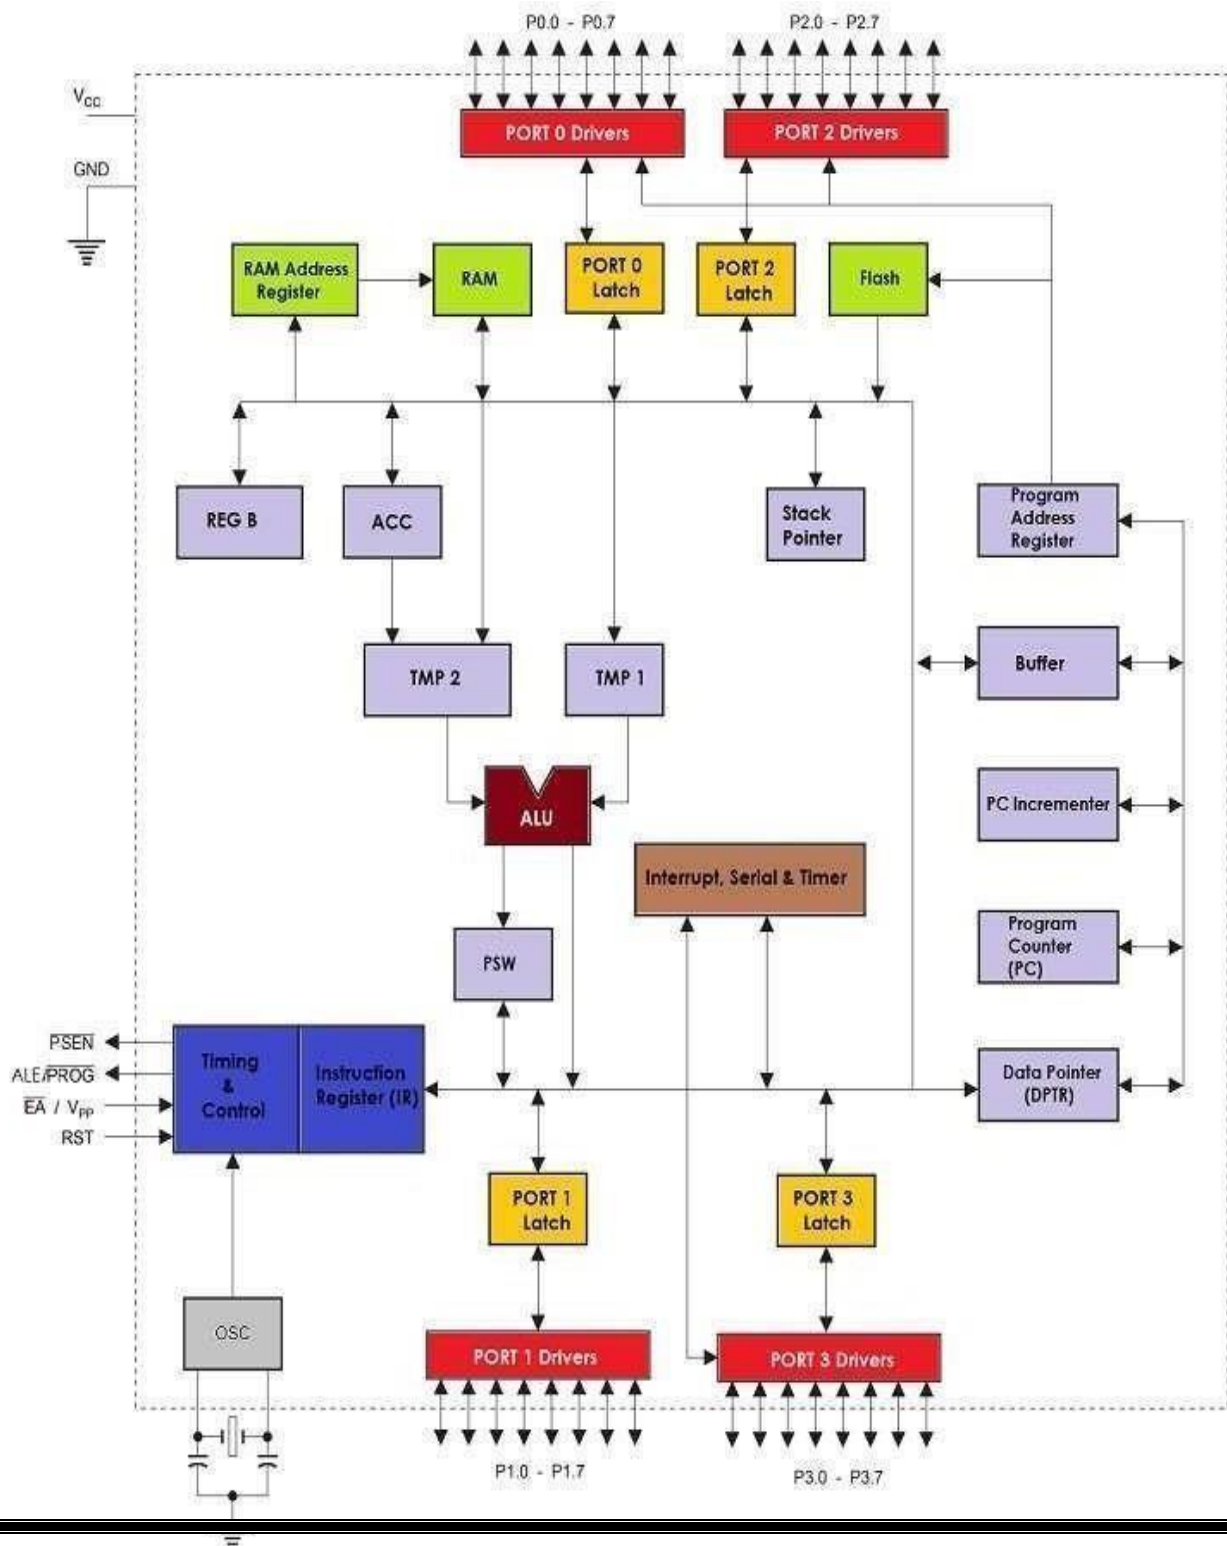 P0.0 - P0.7
P2.0 - P2.7
V_CC
PORT 0 Drivers
PORT 2 Drivers
GND
RAM Address
Register
RAM
PORT 0
Latch
PORT 2
Latch
Flash
REG B
ACC
Stack
Pointer
Program
Address
Register
TMP 2
TMP 1
Buffer
ALU
PC Incrementer
Interrupt, Serial & Timer
PSW
Program
Counter
(PC)
PSEN
ALE/PROG
EA / V_PP
RST
Timing
&
Control
Instruction
Register (IR)
Data Pointer
(DPTR)
PORT 1
Latch
PORT 3
Latch
OSC
PORT 1 Drivers
PORT 3 Drivers
P1.0 - P1.7
P3.0 - P3.7